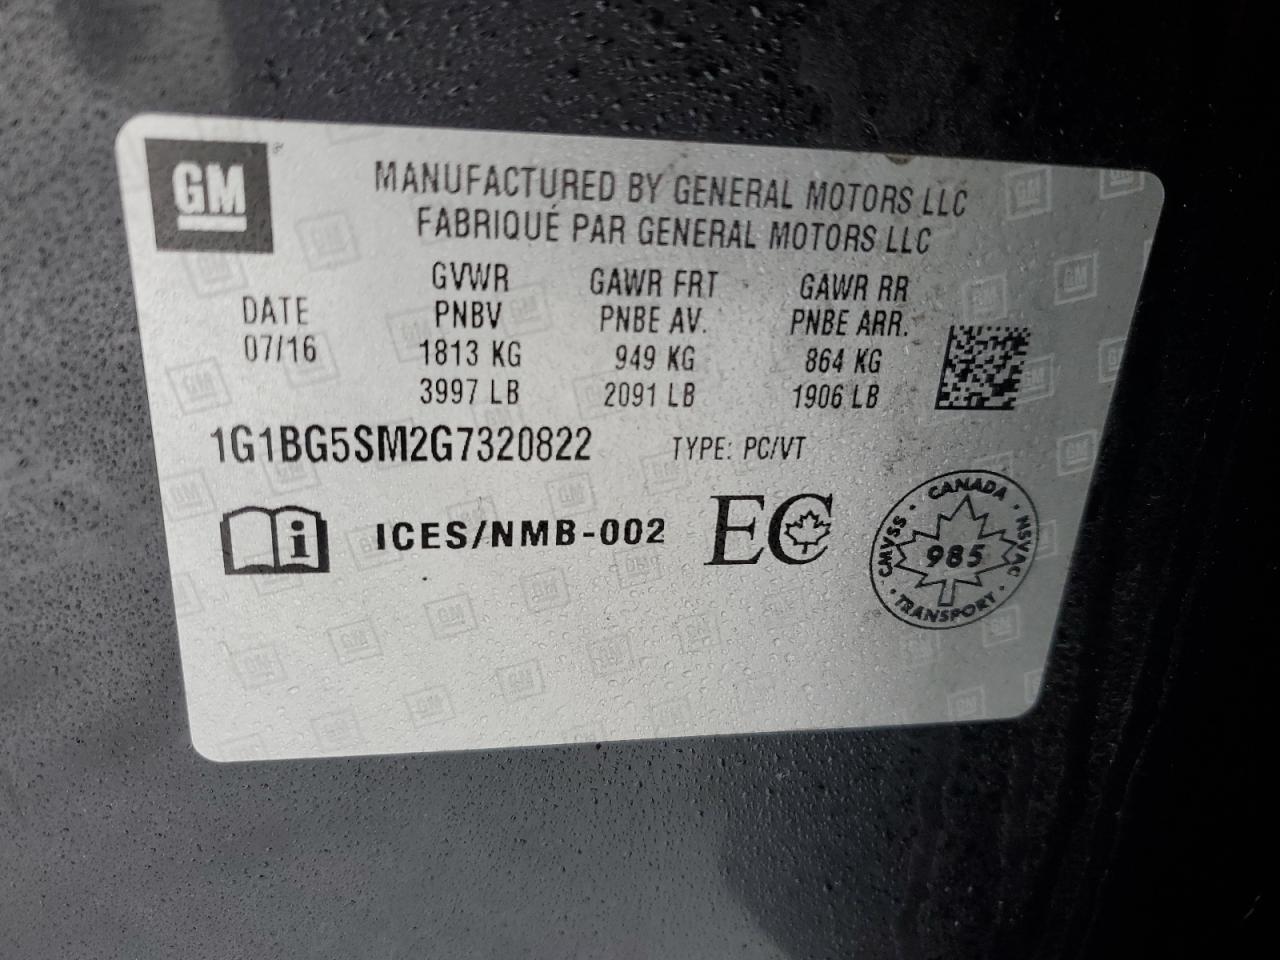 GM
MANUFACTURED BY GENERAL MOTORS LLC
FABRIQUÉ PAR GENERAL MOTORS LLC
DATE
07/16
GVWR
PNBV
1813 KG
3997 LB
GAWR FRT
PNBE AV.
949 KG
2091 LB
GAWR RR
PNBE ARR.
864 KG
1906 LB
1G1BG5SM2G7320822 TYPE: PC/VT
i ICES/NMB-002 EC
CANADA
CMVSS 985 NSVAC
TRANSPORT